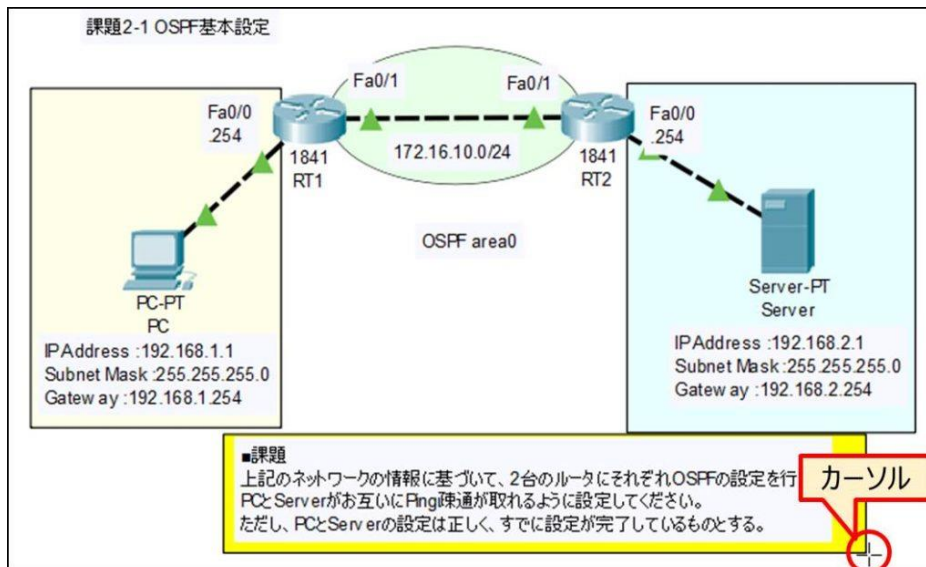 課題2-1 OSPF基本設定
Fa0/1
Fa0/1
Fa0/0
.254
Fa0/0
.254
172.16.10.0/24
1841
RT1
1841
RT2
OSPF area0
PC-PT
PC
Server-PT
Server
IPAddress :192.168.1.1
Subnet Mask :255.255.255.0
Gateway :192.168.1.254
IPAddress :192.168.2.1
Subnet Mask :255.255.255.0
Gateway :192.168.2.254
■課題
上記のネットワークの情報に基づいて、2台のルータにそれぞれOSPFの設定を行
PCとServerがお互いにPing疎通が取れるように設定してください。
ただし、PCとServerの設定は正しく、すでに設定が完了しているものとする。
カーソル